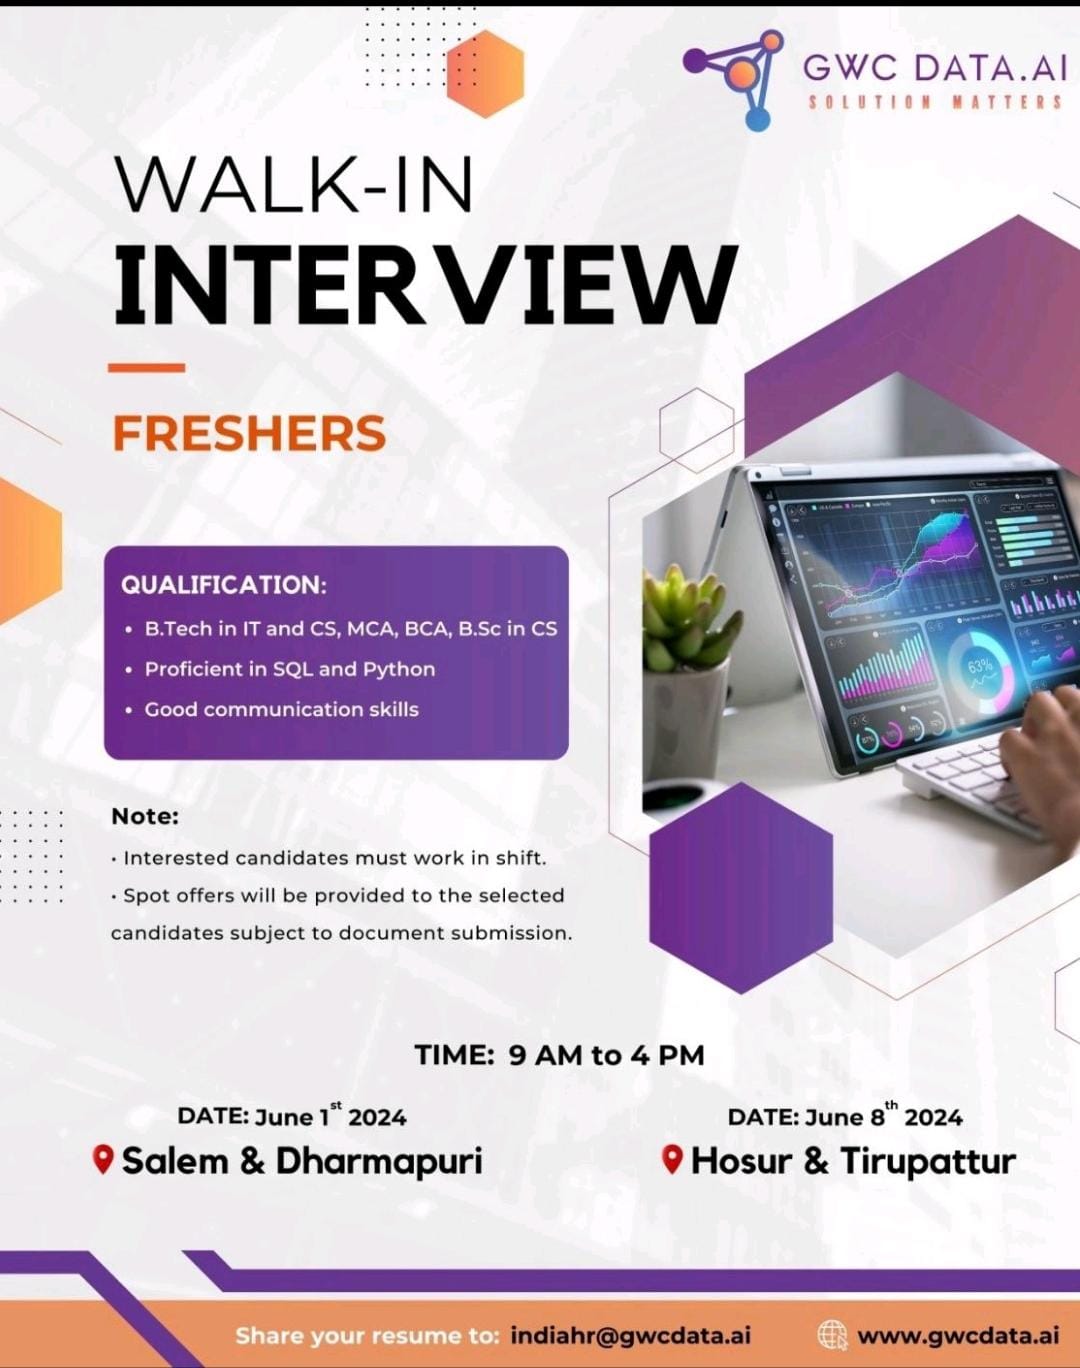 GWC DATA.AI
SOLUTION MATTERS
WALK-IN
INTERVIEW
FRESHERS
QUALIFICATION:
• B.Tech in IT and CS, MCA, BCA, B.Sc in CS
• Proficient in SQL and Python
• Good communication skills
Note:
• Interested candidates must work in shift.
• Spot offers will be provided to the selected
candidates subject to document submission.
63%
TIME: 9 AM to 4 PM
DATE: June 1st 2024
Salem & Dharmapuri
DATE: June 8th 2024
Hosur & Tirupattur
Share your resume to: indiahr@gwcdata.ai
www.gwcdata.ai